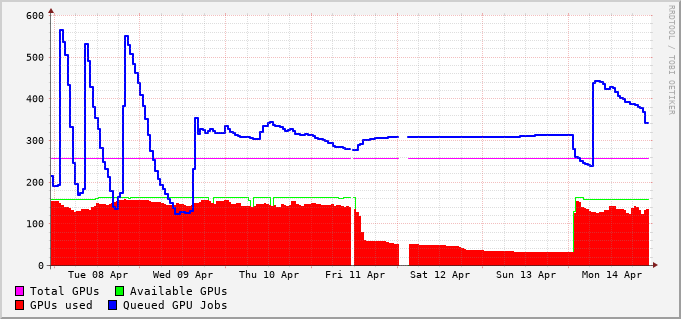 600
500
400
300
200
100
0
Tue 08 Apr Wed 09 Apr Thu 10 Apr Fri 11 Apr Sat 12 Apr Sun 13 Apr Mon 14 Apr
Total GPUs Available GPUs
GPUs used Queued GPU Jobs
RRDTOOL / TOBI OETIKER